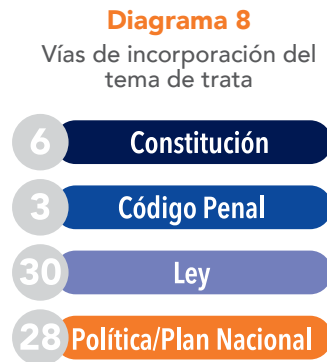 Diagrama 8
Vías de incorporación del
tema de trata
6 Constitución
3 Código Penal
30 Ley
28 Política/Plan Nacional